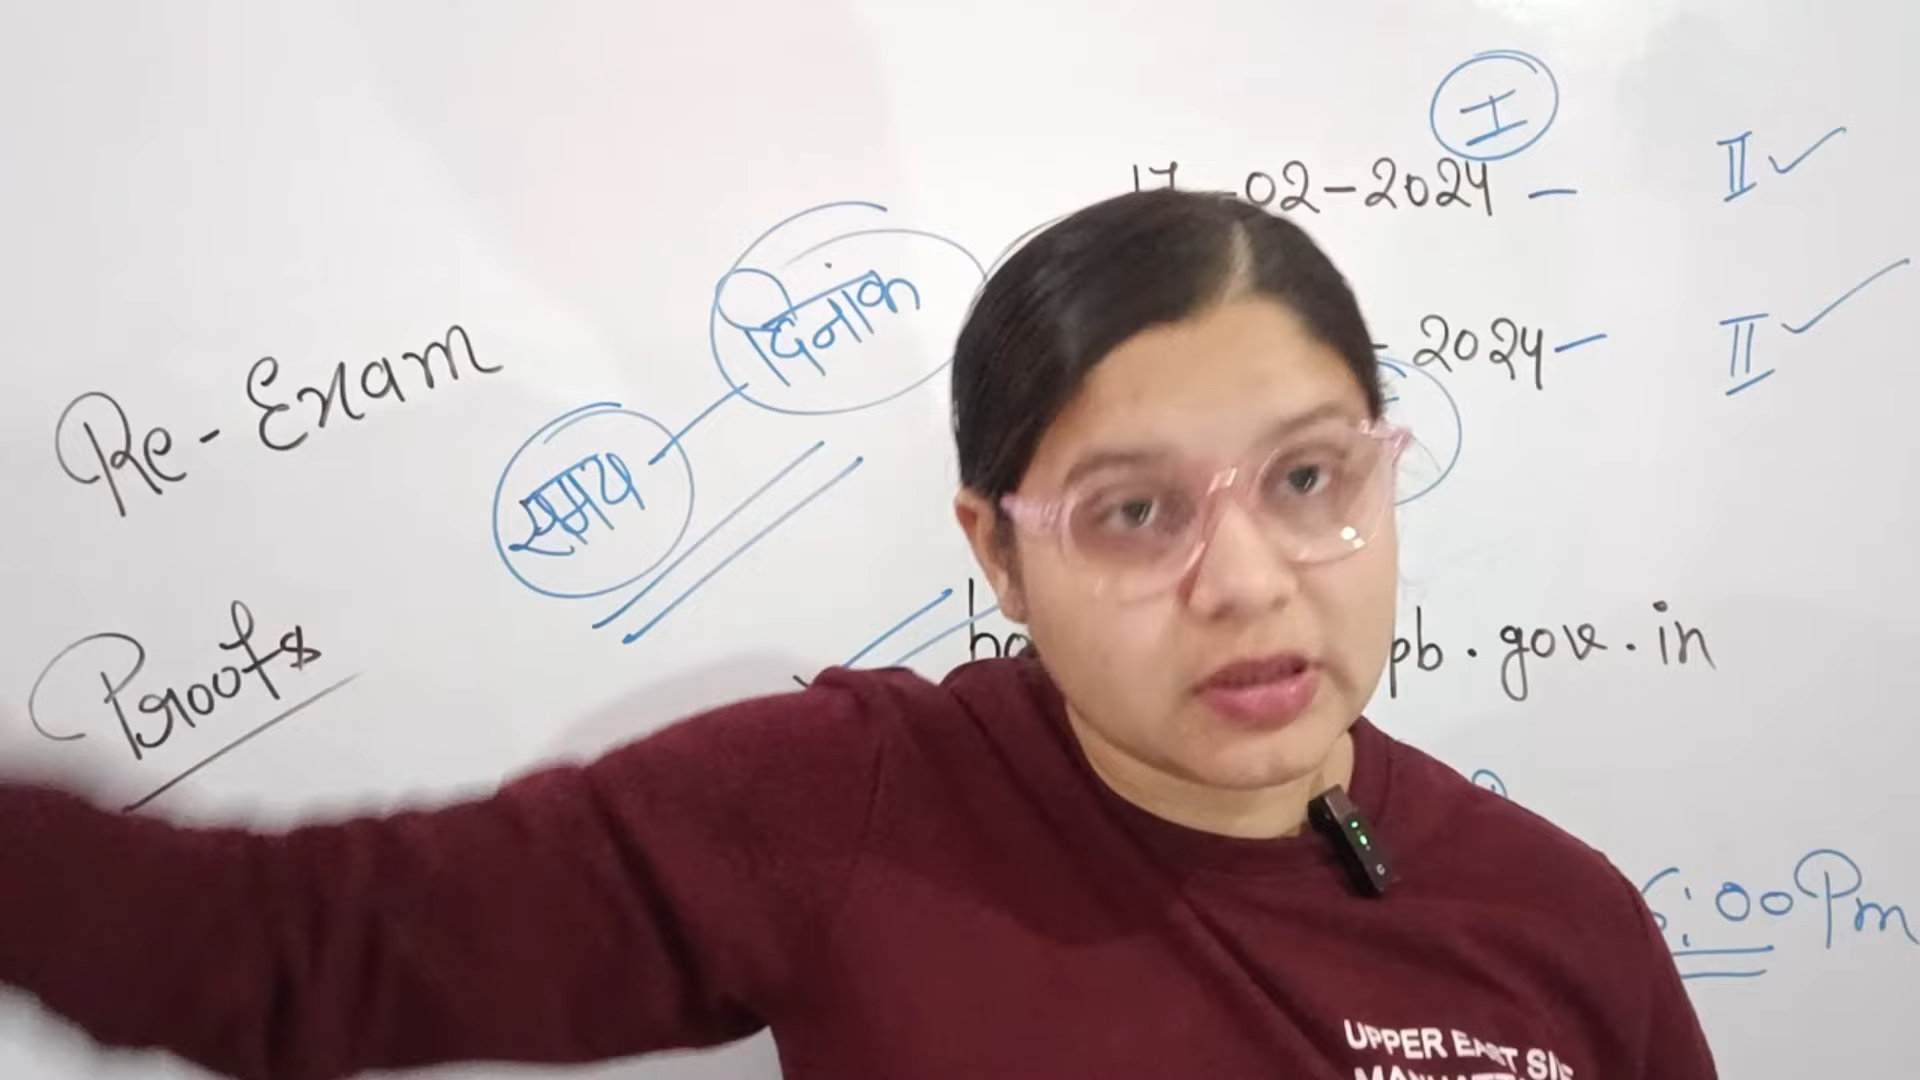 I
17-02-2024 - II
Re-Exam
दिनांक
- 2024 - II
समय
Proofs
pb.gov.in
6:00 Pm
UPPER EAST SIDE